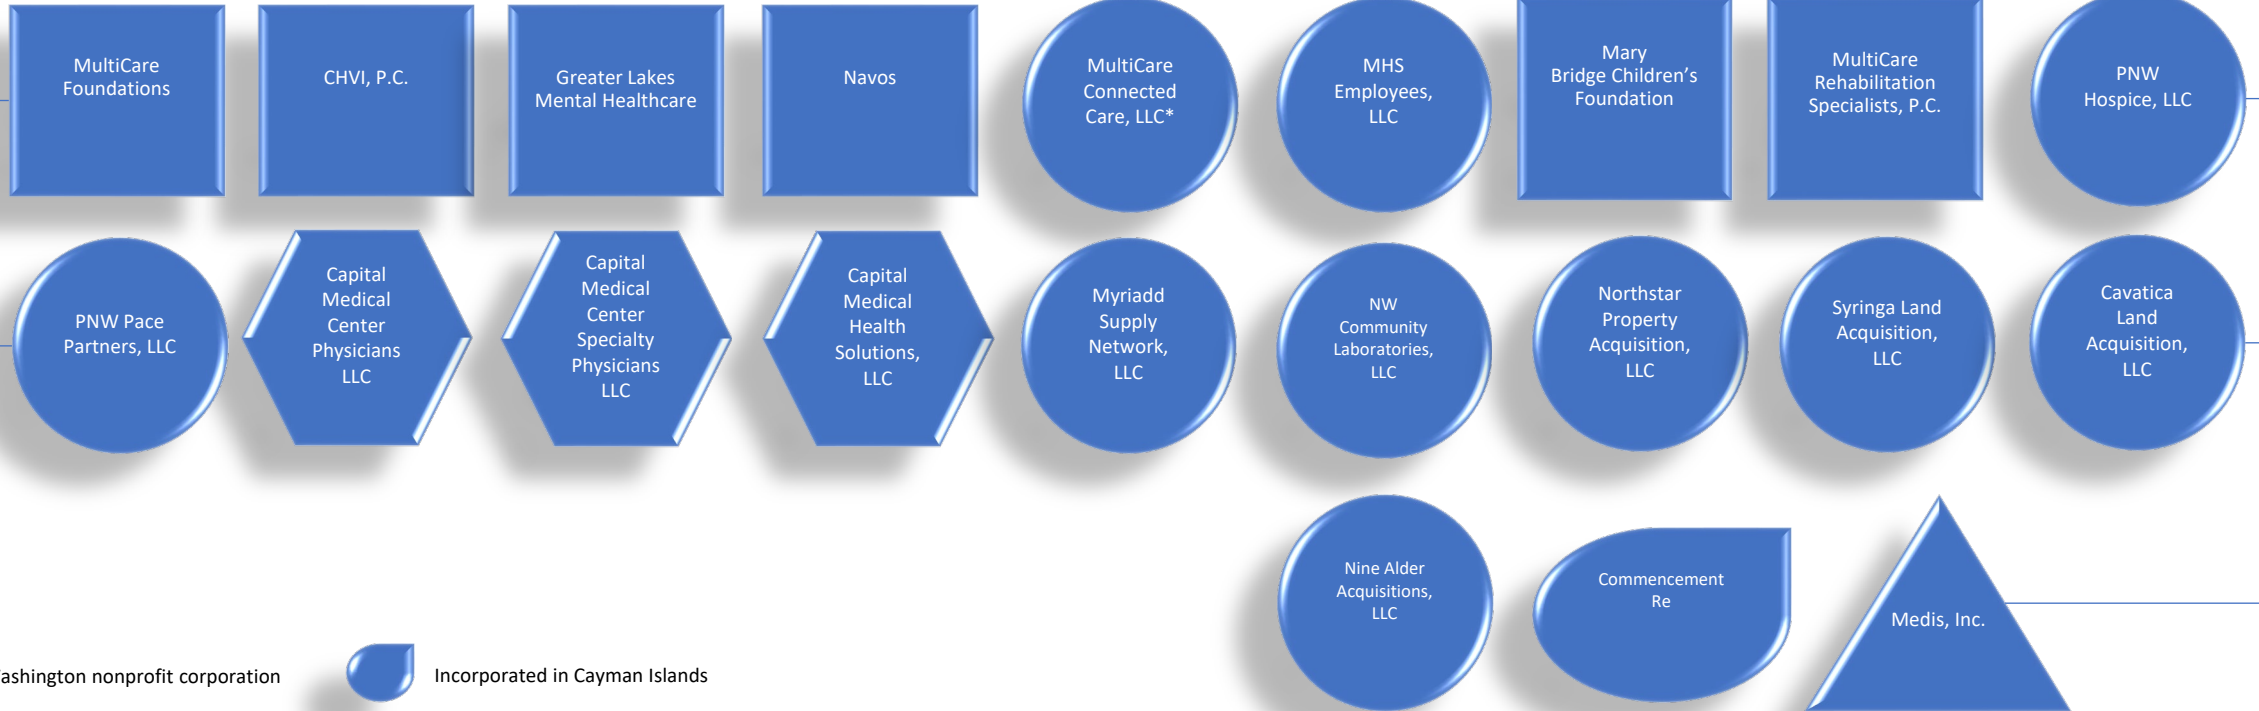 MultiCare
Foundations
CHVI, P.C.
Greater Lakes
Mental Healthcare
Navos
MultiCare
Connected
Care, LLC*
MHS
Employees,
LLC
Mary
Bridge Children’s
Foundation
MultiCare
Rehabilitation
Specialists, P.C.
PNW
Hospice, LLC
PNW Pace
Partners, LLC
Capital
Medical
Center
Physicians
LLC
Capital
Medical
Center
Specialty
Physicians
LLC
Capital
Medical
Health
Solutions,
LLC
Myriadd
Supply
Network,
LLC
NW
Community
Laboratories,
LLC
Northstar
Property
Acquisition,
LLC
Syringa Land
Acquisition,
LLC
Cavatica
Land
Acquisition,
LLC
Nine Alder
Acquisitions,
LLC
Commencement
Re
Medis, Inc.
ashington nonprofit corporation
Incorporated in Cayman Islands